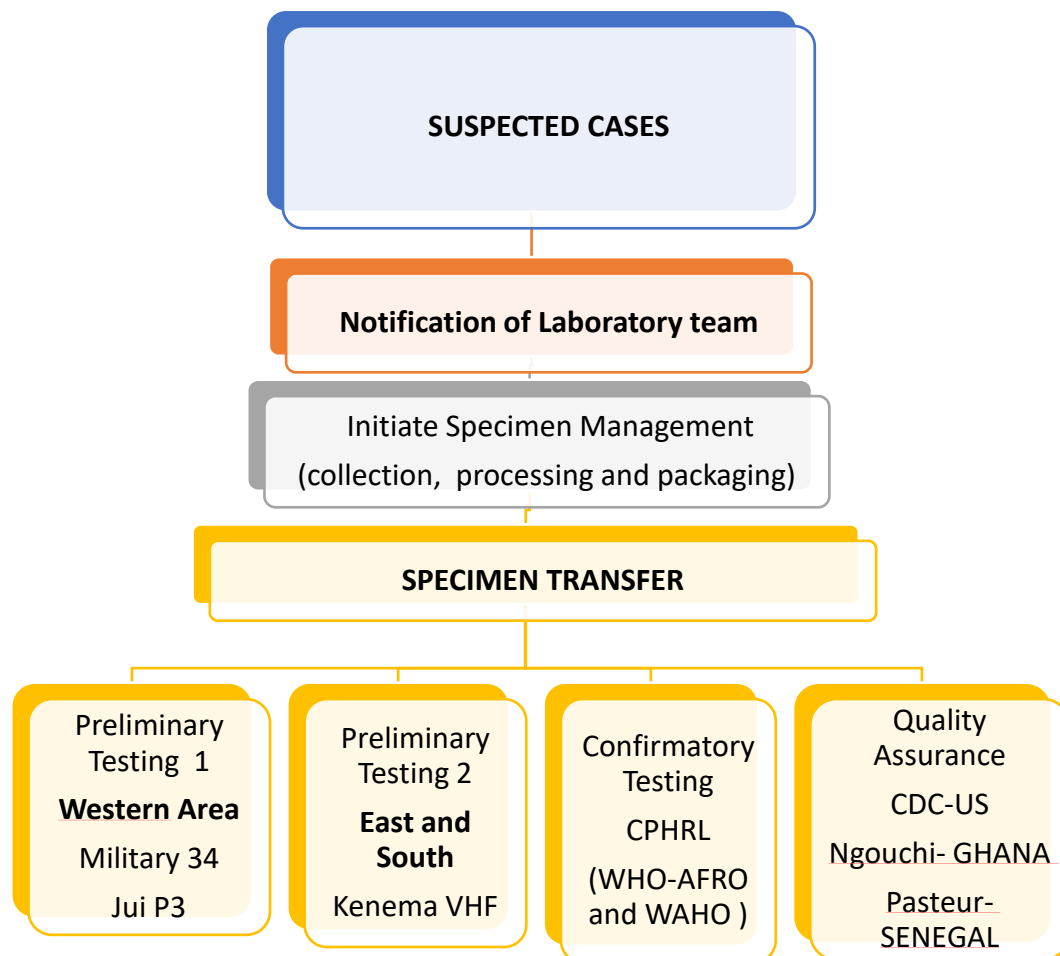 SUSPECTED CASES
Notification of Laboratory team
Initiate Specimen Management
(collection, processing and packaging)
SPECIMEN TRANSFER
Preliminary
Testing 1
Western Area
Military 34
Jui P3
Preliminary
Testing 2
East and
South
Kenema VHF
Confirmatory
Testing
CPHRL
(WHO-AFRO
and WAHO )
Quality
Assurance
CDC-US
Ngouchi- GHANA
Pasteur-
SENEGAL